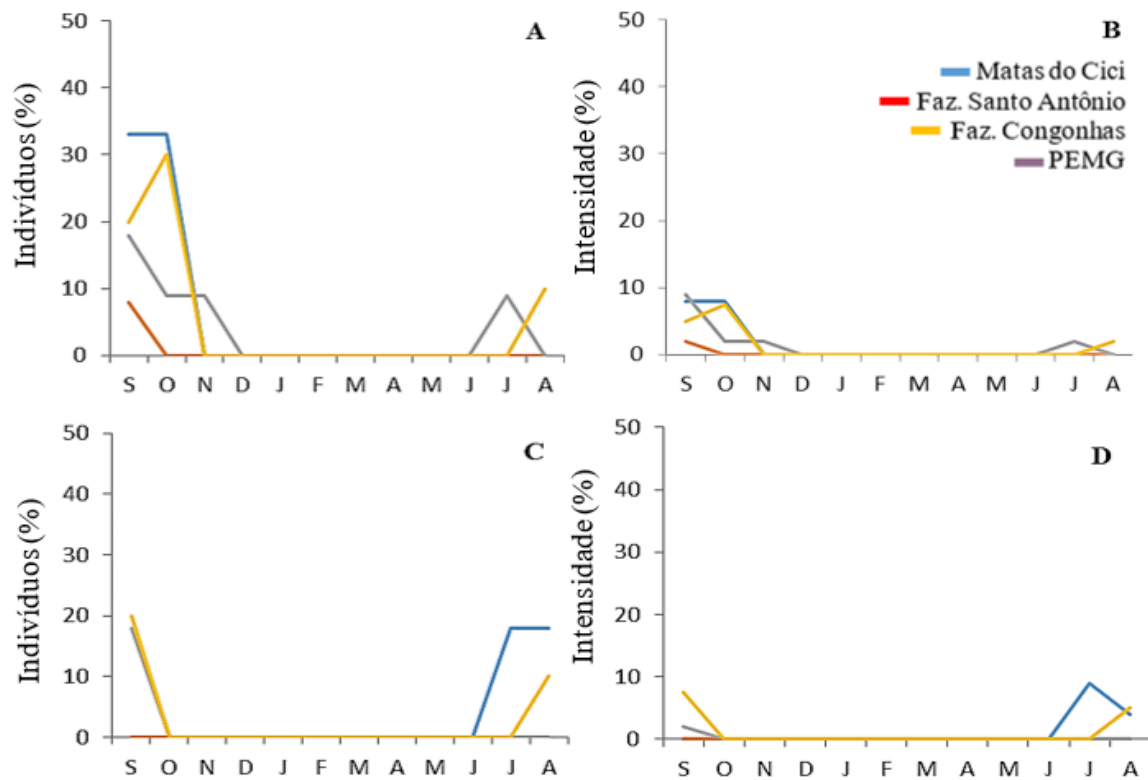 A
Indivíduos (%)
50
40
30
20
10
0
S O N D J F M A M J J A
B
Matas do Cici
Faz. Santo Antônio
Faz. Congonhas
PEMG
Intensidade (%)
50
40
30
20
10
0
S O N D J F M A M J J A
C
Indivíduos (%)
50
40
30
20
10
0
S O N D J F M A M J J A
D
Intensidade (%)
50
40
30
20
10
0
S O N D J F M A M J J A